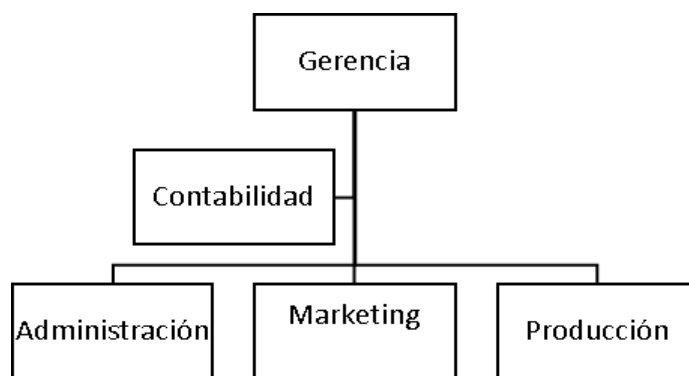 Gerencia
Contabilidad
Administración
Marketing
Producción